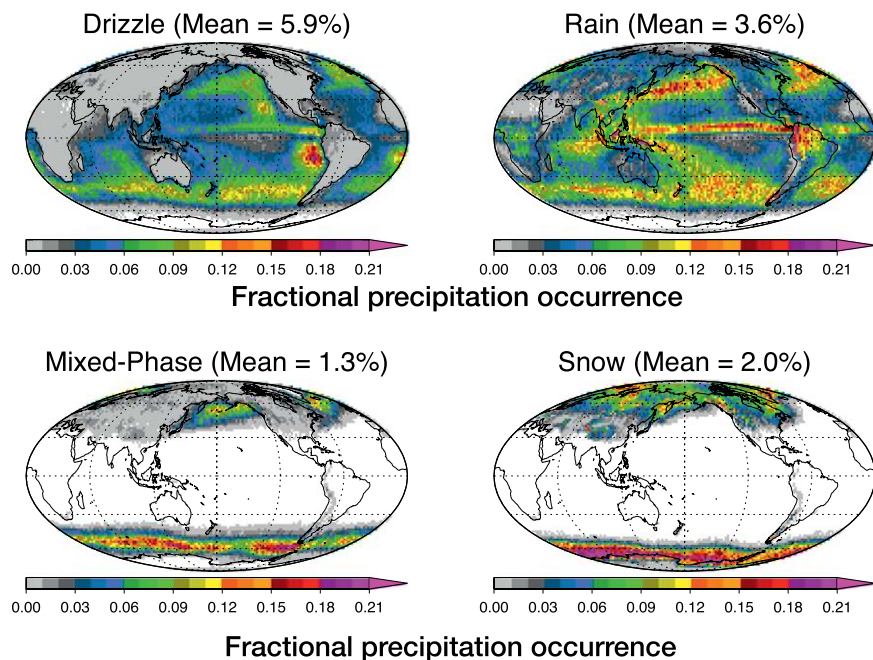 Drizzle (Mean = 5.9%)
Rain (Mean = 3.6%)
0.00 0.03 0.06 0.09 0.12 0.15 0.18 0.21
0.00 0.03 0.06 0.09 0.12 0.15 0.18 0.21
Fractional precipitation occurrence
Mixed-Phase (Mean = 1.3%)
Snow (Mean = 2.0%)
0.00 0.03 0.06 0.09 0.12 0.15 0.18 0.21
0.00 0.03 0.06 0.09 0.12 0.15 0.18 0.21
Fractional precipitation occurrence